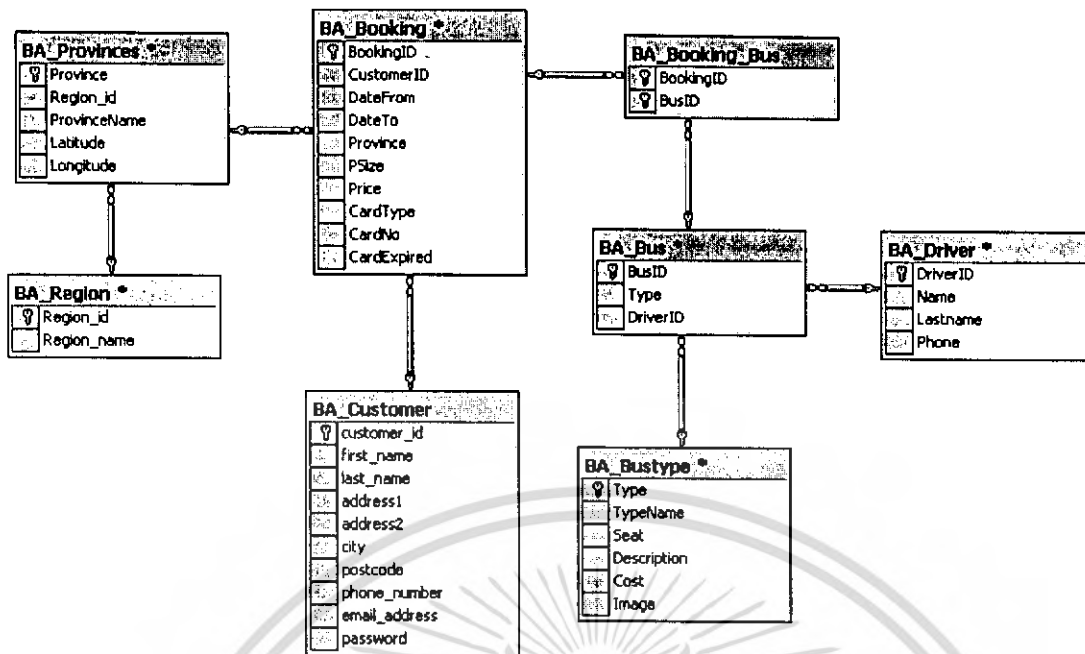 BA_Provinces *
Province
Region_id
ProvinceName
Latitude
Longitude
BA_Booking *
BookingID
CustomerID
DateFrom
DateTo
Province
PSize
Price
CardType
CardNo
CardExpired
BA_Booking_Bus
BookingID
BusID
BA_Region *
Region_id
Region_name
BA_Bus *
BusID
Type
DriverID
BA_Driver *
DriverID
Name
Lastname
Phone
BA_Customer
customer_id
first_name
last_name
address1
address2
city
postcode
phone_number
email_address
password
BA_Bustype *
Type
TypeName
Seat
Description
Cost
Image